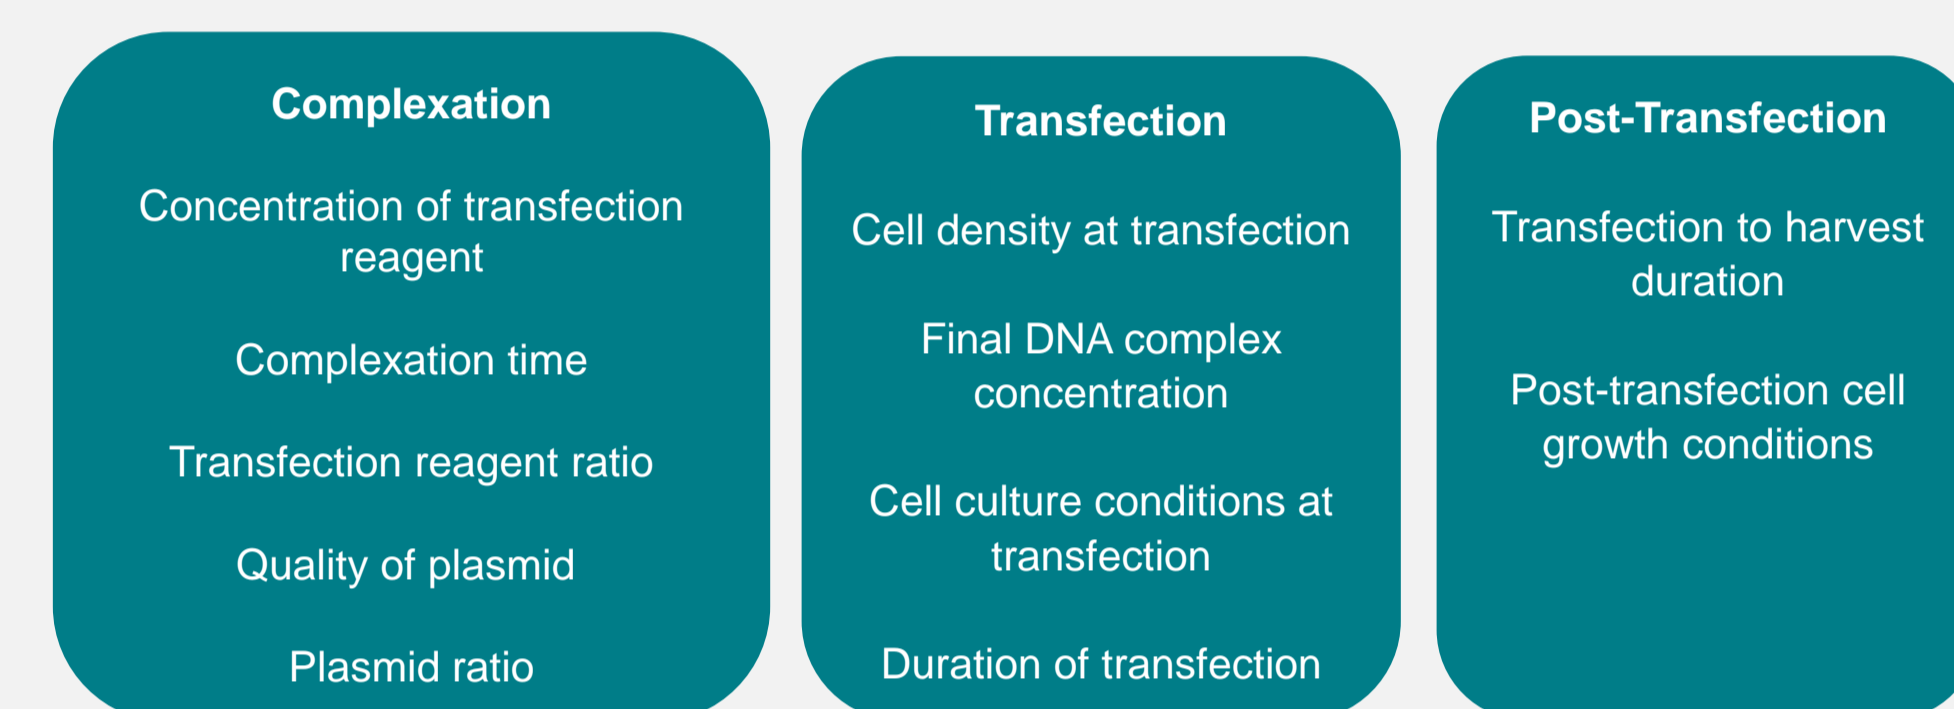 Complexation
Concentration of transfection
reagent
Complexation time
Transfection reagent ratio
Quality of plasmid
Plasmid ratio
Transfection
Cell density at transfection
Final DNA complex
concentration
Cell culture conditions at
transfection
Duration of transfection
Post-Transfection
Transfection to harvest
duration
Post-transfection cell
growth conditions